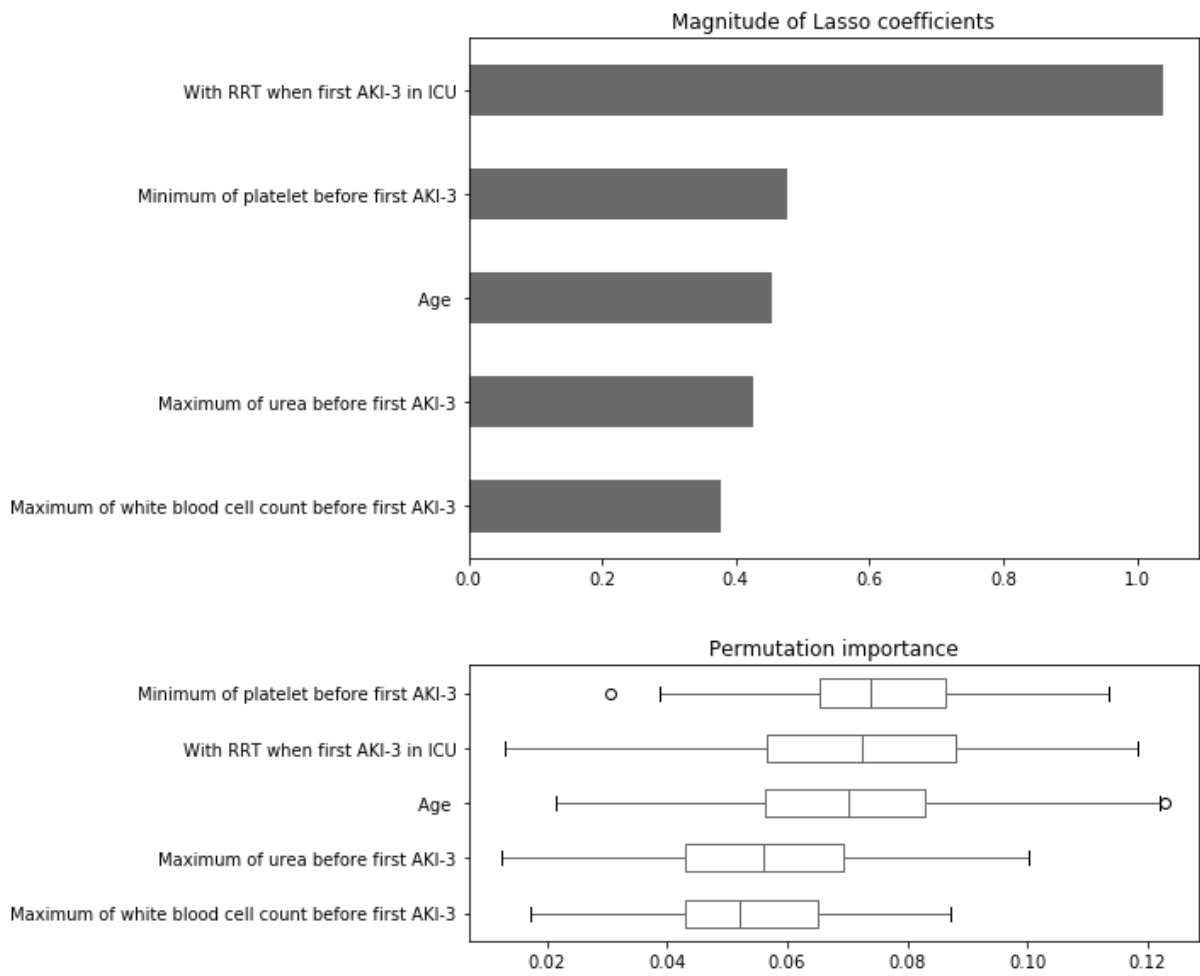 Magnitude of Lasso coefficients
With RRT when first AKI-3 in ICU
Minimum of platelet before first AKI-3
Age
Maximum of urea before first AKI-3
Maximum of white blood cell count before first AKI-3
0.0 0.2 0.4 0.6 0.8 1.0
Permutation importance
Minimum of platelet before first AKI-3
With RRT when first AKI-3 in ICU
Age
Maximum of urea before first AKI-3
Maximum of white blood cell count before first AKI-3
0.02 0.04 0.06 0.08 0.10 0.12